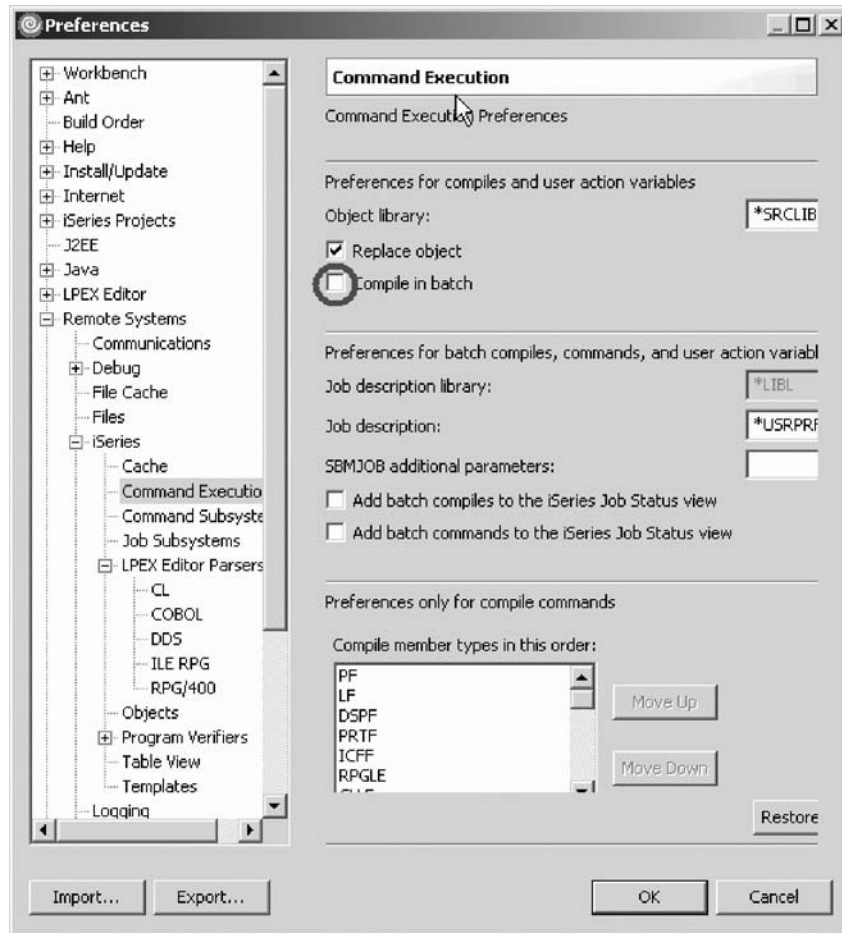 Preferences
Workbench
Ant
Build Order
Help
Install/Update
Internet
iSeries Projects
J2EE
Java
LPEX Editor
Remote Systems
Communications
Debug
File Cache
Files
iSeries
Cache
Command Executio
Command Subsyste
Job Subsystems
LPEX Editor Parsers
CL
COBOL
DDS
ILE RPG
RPG/400
Objects
Program Verifiers
Table View
Templates
Logging
Command Execution
Command Execution Preferences
Preferences for compiles and user action variables
Object library: *SRCLIB
Replace object
Compile in batch
Preferences for batch compiles, commands, and user action variabl
Job description library: *LIBL
Job description: *USRPRF
SBMJOB additional parameters:
Add batch compiles to the iSeries Job Status view
Add batch commands to the iSeries Job Status view
Preferences only for compile commands
Compile member types in this order:
PF
LF
DSPF
PRTF
ICFF
RPGLE
Move Up
Move Down
Restore
Import...
Export...
OK
Cancel